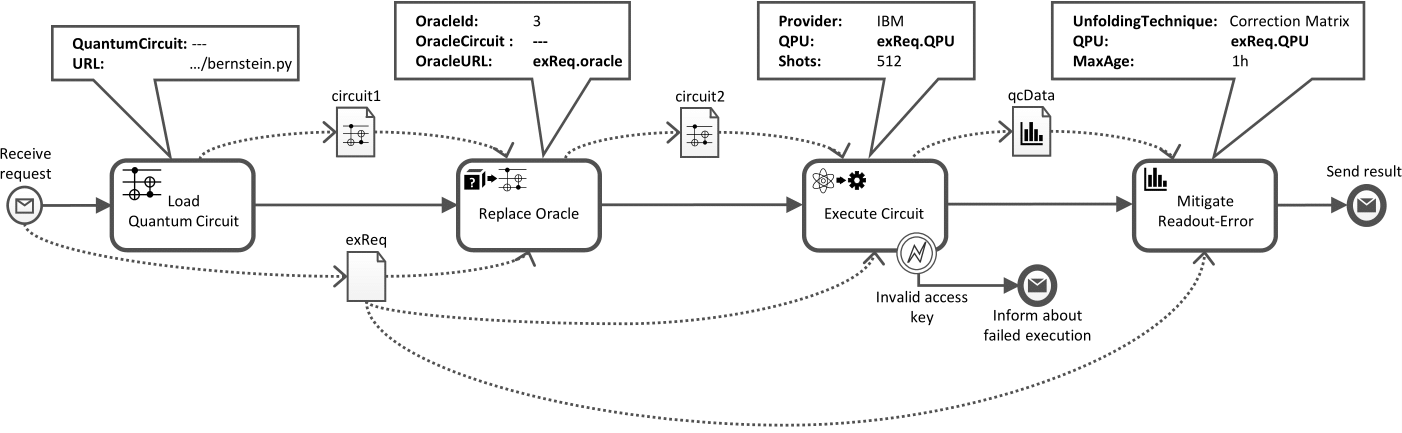 QuantumCircuit: ---
URL: .../bernstein.py
OracleId: 3
OracleCircuit : ---
OracleURL: exReq.oracle
Provider: IBM
QPU: exReq.QPU
Shots: 512
UnfoldingTechnique: Correction Matrix
QPU: exReq.QPU
MaxAge: 1h
circuit1
circuit2
qcData
Receive
request
Load
Quantum Circuit
?
Replace Oracle
Execute Circuit
Mitigate
Readout-Error
Send result
exReq
Invalid access
key
Inform about
failed execution